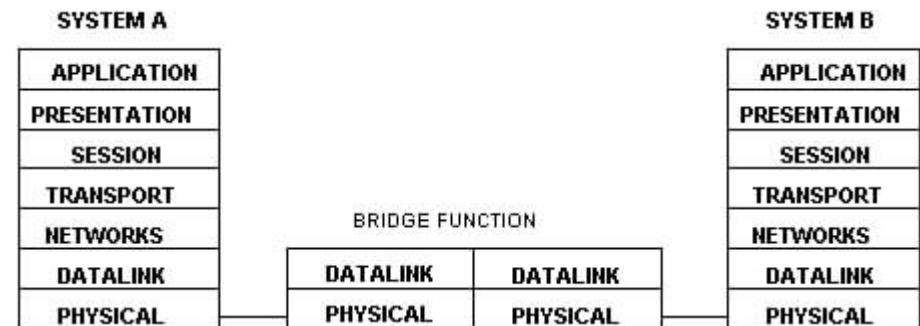 SYSTEM A
SYSTEM B
APPLICATION
APPLICATION
PRESENTATION
PRESENTATION
SESSION
SESSION
TRANSPORT
TRANSPORT
BRIDGE FUNCTION
NETWORKS
NETWORKS
DATALINK
DATALINK
DATALINK
DATALINK
PHYSICAL
PHYSICAL
PHYSICAL
PHYSICAL